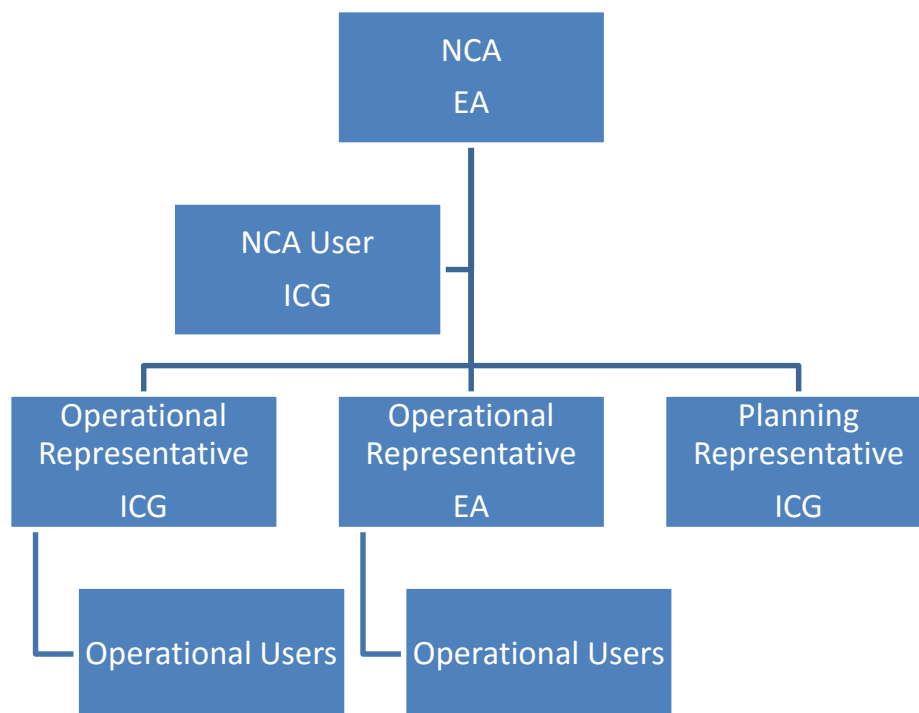 NCA
EA
NCA User
ICG
Operational
Representative
ICG
Operational
Representative
EA
Planning
Representative
ICG
Operational Users
Operational Users